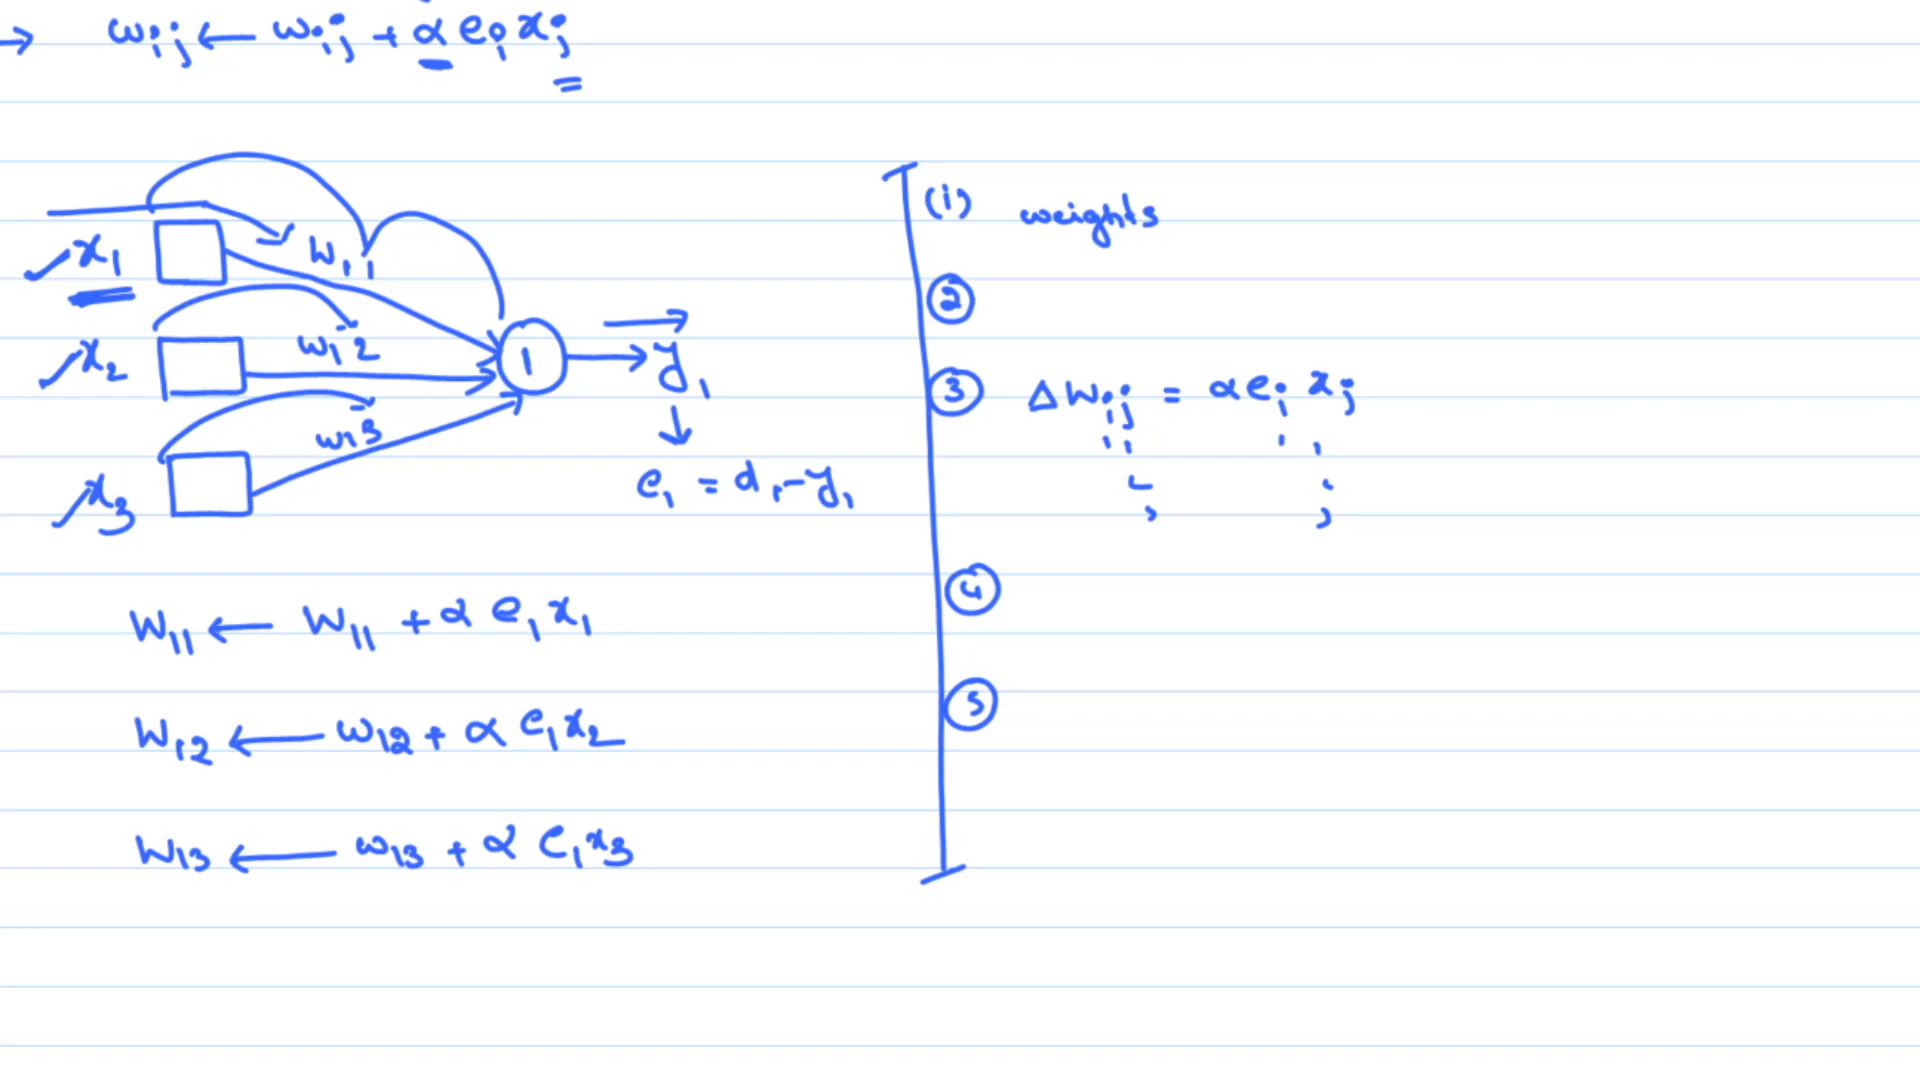 → wij ← wij + α ei xj
x1 w11
x2 w12
x3 w13
1 → y1
e1 = d1 - y1
w11 ← w11 + α e1 x1
w12 ← w12 + α e1 x2
w13 ← w13 + α e1 x3
(i) weights
②
③ Δwij = α ei xj
④
⑤